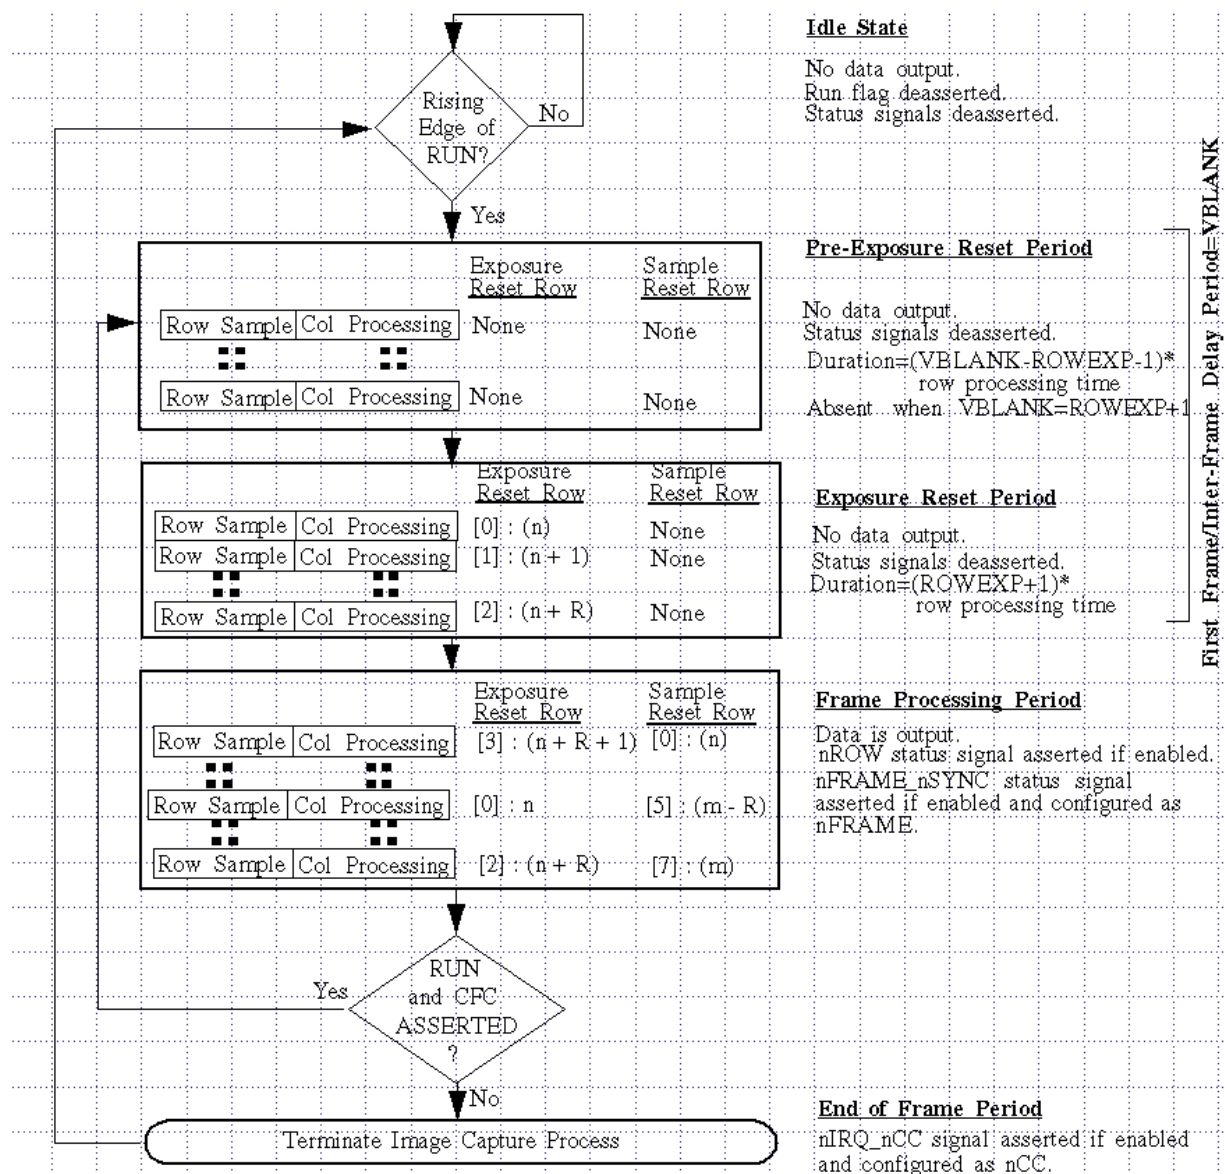 Idle State
No data output.
Run flag deasserted.
Status signals deasserted.
Rising
Edge of
RUN?
No
Yes
First Frame/Inter-Frame Delay Period=VBLANK
Exposure
Reset Row
Sample
Reset Row
Row Sample Col Processing None None
Row Sample Col Processing None None
Pre-Exposure Reset Period
No data output.
Status signals deasserted.
Duration=(VBLANK-ROWEXP-1)*
row processing time
Absent when VBLANK=ROWEXP+1
Exposure
Reset Row
Sample
Reset Row
Row Sample Col Processing [0] : (n) None
Row Sample Col Processing [1] : (n + 1) None
Row Sample Col Processing [2] : (n + R) None
Exposure Reset Period
No data output.
Status signals deasserted.
Duration=(ROWEXP+1)*
row processing time
Exposure
Reset Row
Sample
Reset Row
Row Sample Col Processing [3] : (n + R + 1) [0] : (n)
Row Sample Col Processing [0] : n [5] : (m - R)
Row Sample Col Processing [2] : (n + R) [7] : (m)
Frame Processing Period
Data is output.
nROW status signal asserted if enabled.
nFRAME_nSYNC status signal
asserted if enabled and configured as
nFRAME.
RUN
and CFC
ASSERTED
?
Yes
No
Terminate Image Capture Process
End of Frame Period
nIRQ_nCC signal asserted if enabled
and configured as nCC.